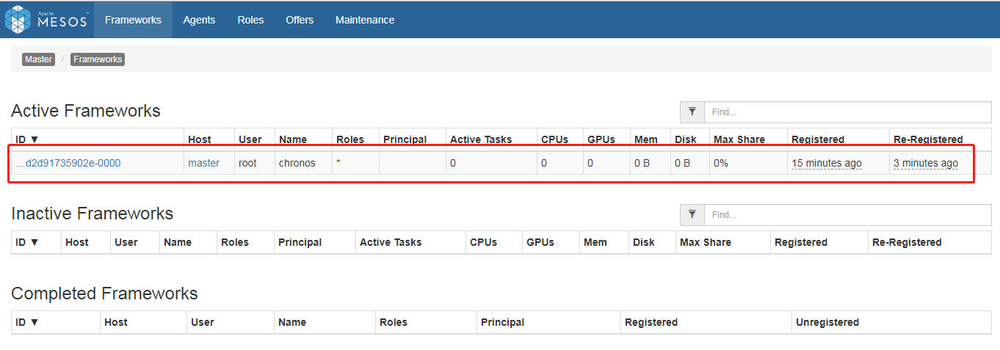 Apache MESOS™ Frameworks Agents Roles Offers Maintenance
Master / Frameworks
Active Frameworks Find...
ID ▼ Host User Name Roles Principal Active Tasks CPUs GPUs Mem Disk Max Share Registered Re-Registered
…d2d91735902e-0000 master root chronos * 0 0 0 0 B 0 B 0% 15 minutes ago 3 minutes ago
Inactive Frameworks Find...
ID ▼ Host User Name Roles Principal Active Tasks CPUs GPUs Mem Disk Max Share Registered Re-Registered
Completed Frameworks
ID ▼ Host User Name Roles Principal Registered Unregistered